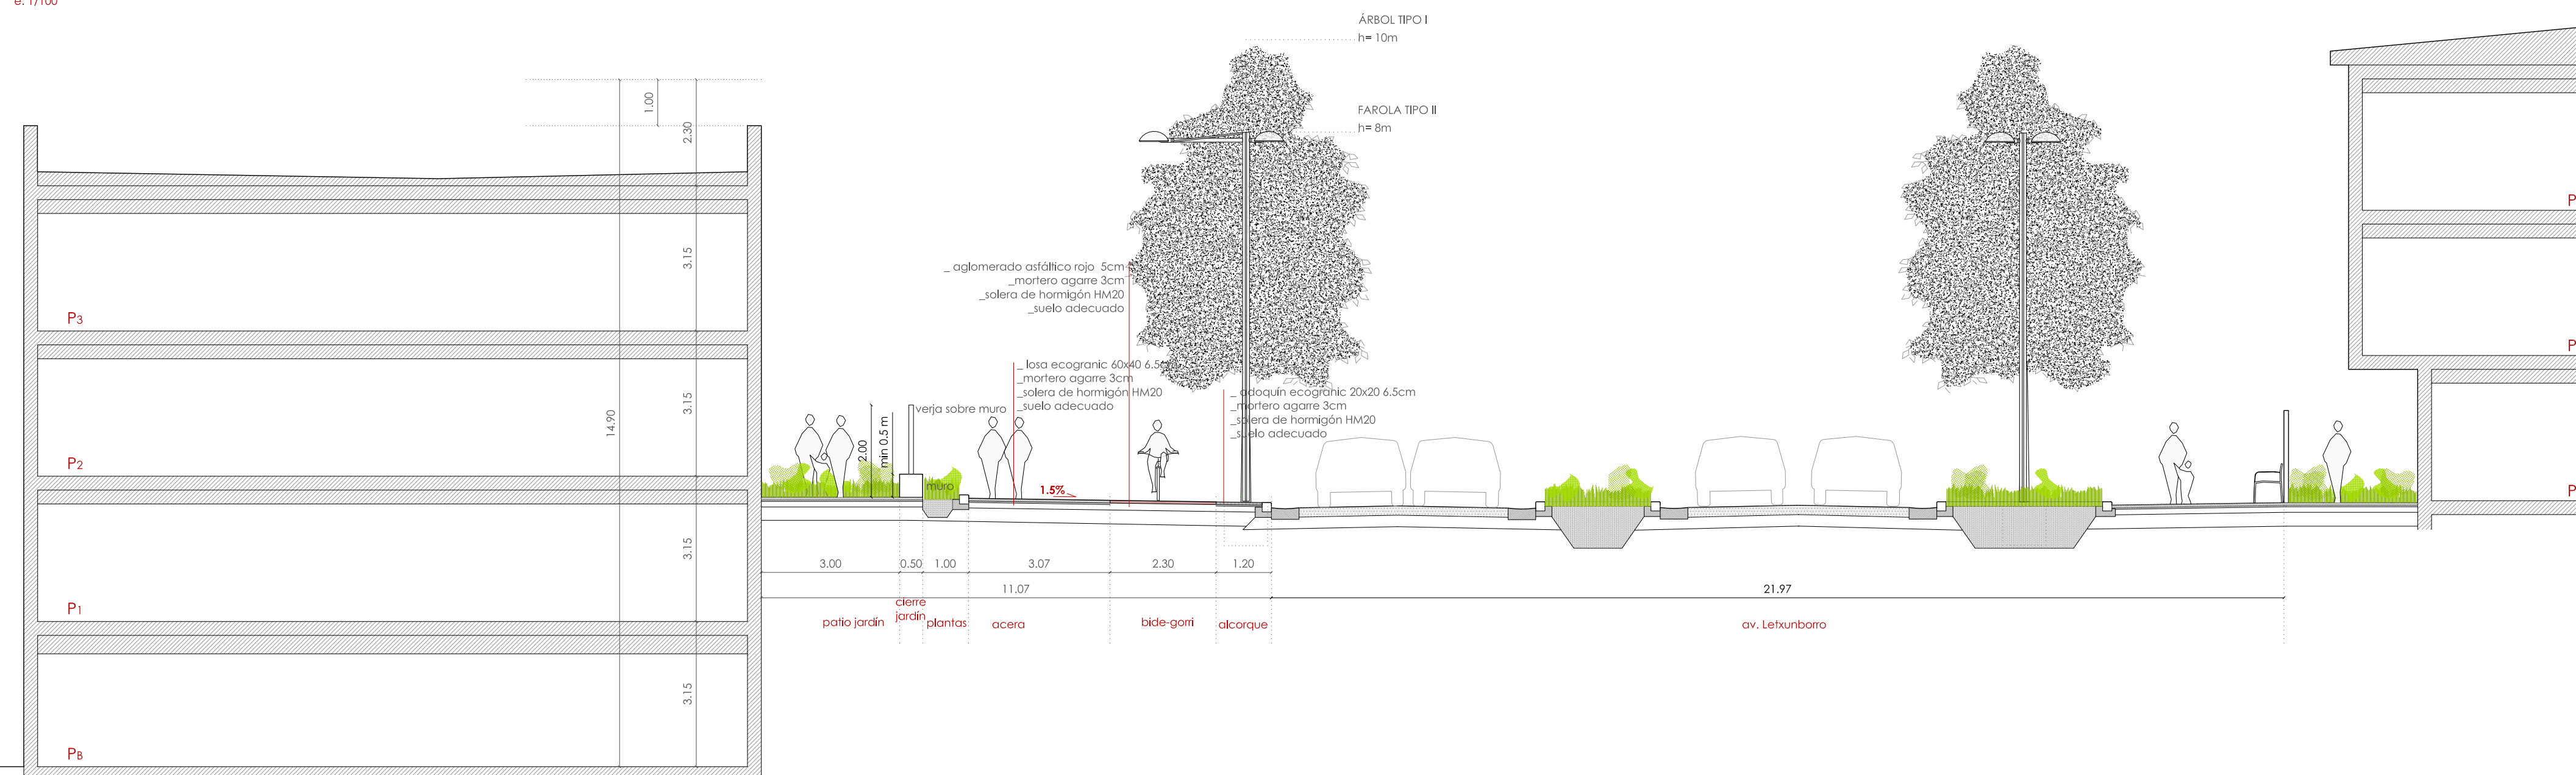 e: 1/100
ÁRBOL TIPO I
h= 10m
FAROLA TIPO II
h= 8m
1.00
2.30
3.15
3.15
3.15
3.15
14.90
P3
P2
P1
PB
_ aglomerado asfáltico rojo 5cm
_mortero agarre 3cm
_solera de hormigón HM20
_suelo adecuado
_ losa ecogranic 60x40 6.5cm
_mortero agarre 3cm
_solera de hormigón HM20
_suelo adecuado
_ adoquín ecogranic 20x20 6.5cm
_mortero agarre 3cm
_solera de hormigón HM20
_suelo adecuado
verja sobre muro
2.00
min 0.5 m
muro
1.5%
3.00
0.50
1.00
3.07
2.30
1.20
11.07
21.97
patio jardín
cierre
jardín
plantas
acera
bide-gorri
alcorque
av. Letxunborro
P
P
P